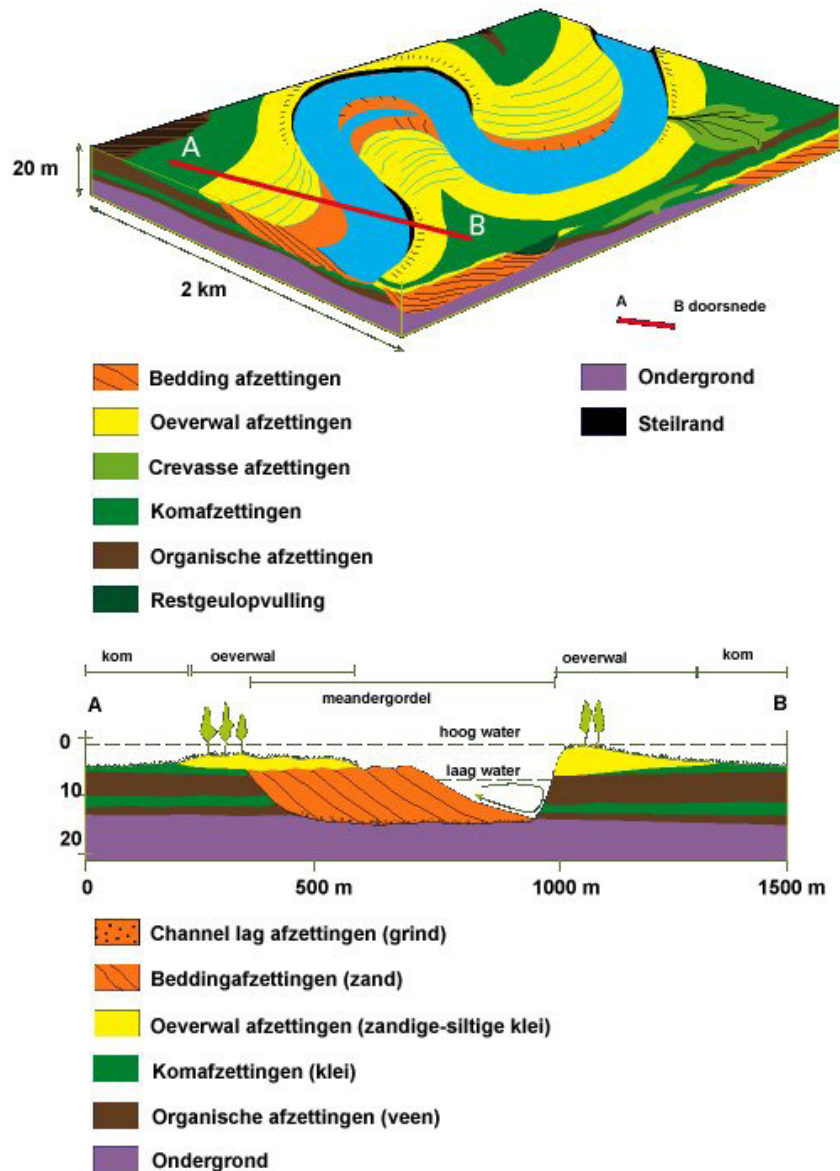 A
B
20 m
2 km
A B doorsnede
Bedding afzettingen
Oeverwal afzettingen
Crevasse afzettingen
Komafzettingen
Organische afzettingen
Restgeulopvulling
Ondergrond
Steilrand
kom oeverwal oeverwal kom
meandergordel
A B
hoog water
0
laag water
10
20
0 500 m 1000 m 1500 m
Channel lag afzettingen (grind)
Beddingafzettingen (zand)
Oeverwal afzettingen (zandige-siltige klei)
Komafzettingen (klei)
Organische afzettingen (veen)
Ondergrond